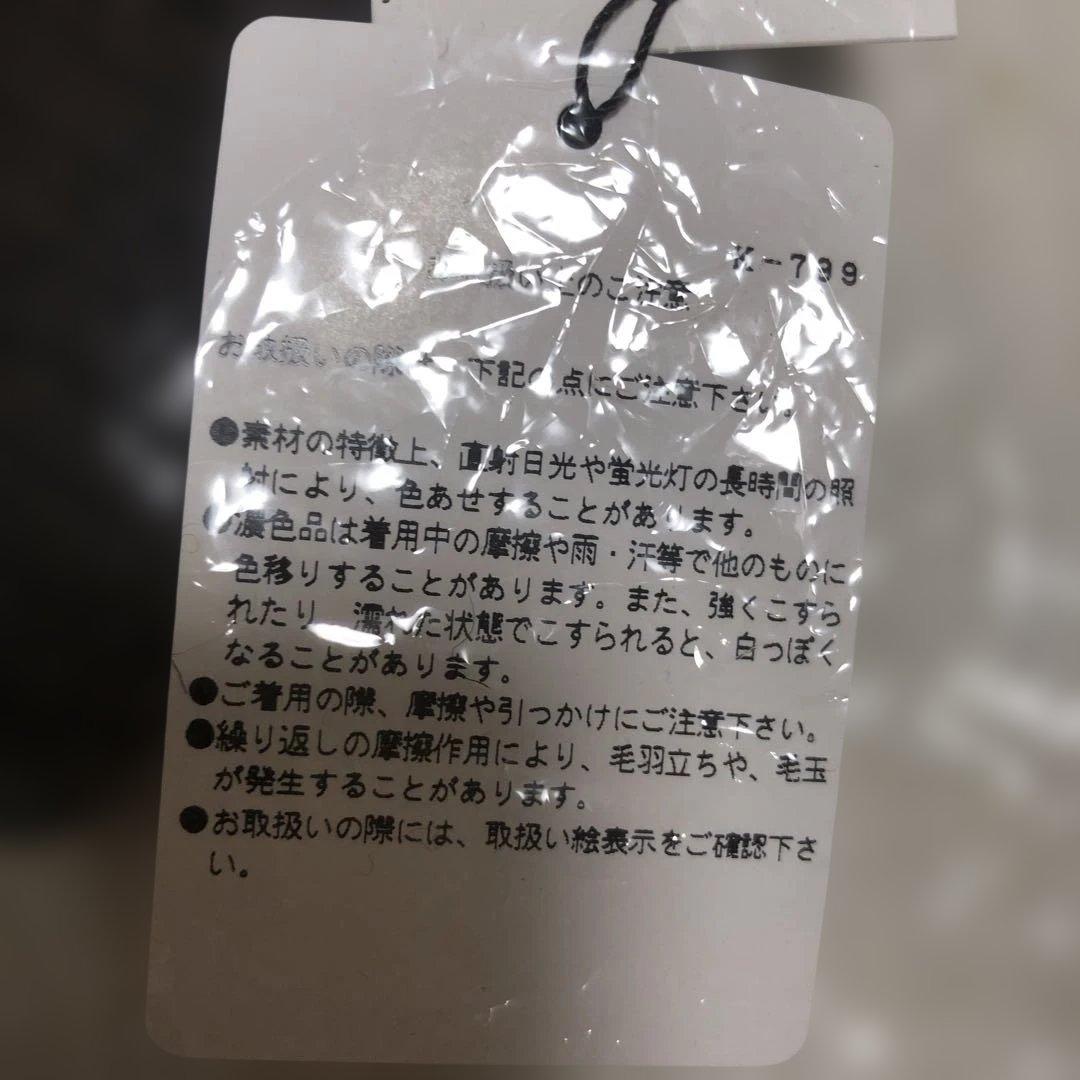 K-799
扱い上のご注意
お取扱いの際は、下記の点にご注意下さい。
●素材の特徴上、直射日光や蛍光灯の長時間の照
射により、色あせすることがあります。
●濃色品は着用中の摩擦や雨・汗等で他のものに
色移りすることがあります。また、強くこすら
れたり、濡れた状態でこすられると、白っぽく
なることがあります。
●ご着用の際、摩擦や引っかけにご注意下さい。
●繰り返しの摩擦作用により、毛羽立ちや、毛玉
が発生することがあります。
●お取扱いの際には、取扱い絵表示をご確認下さ
い。